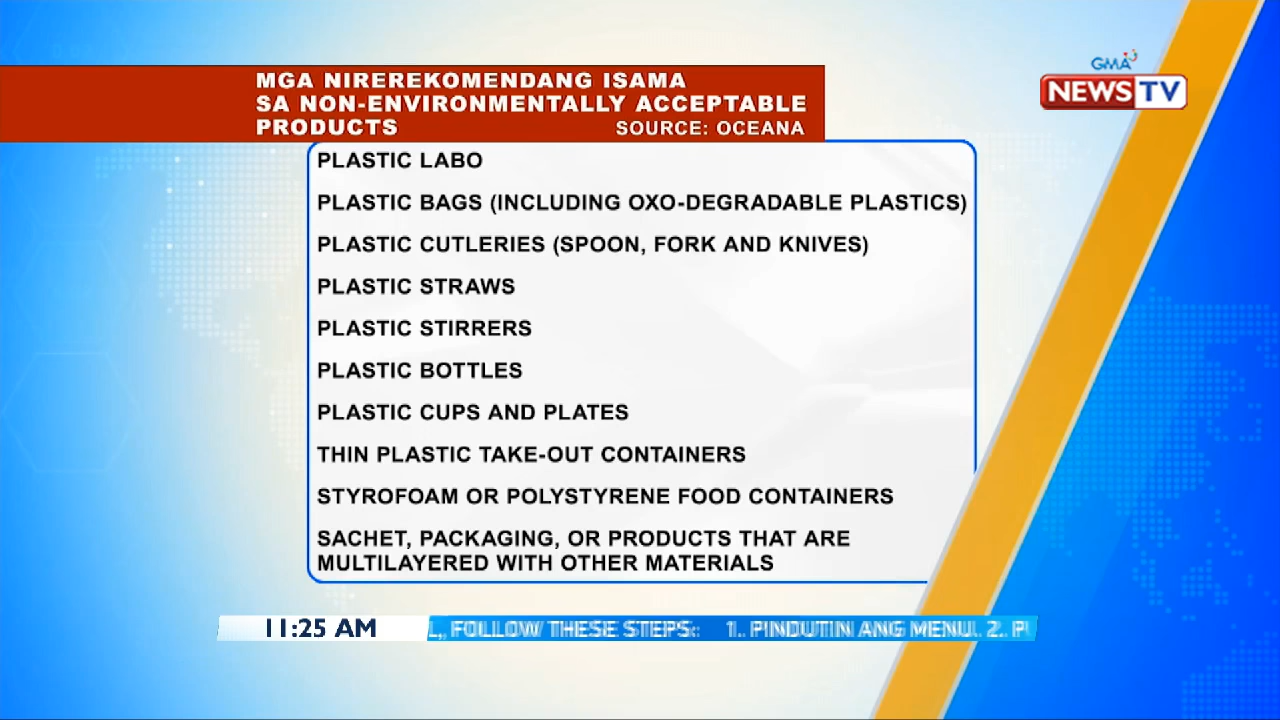 MGA NIREREKOMENDANG ISAMA
SA NON-ENVIRONMENTALLY ACCEPTABLE
PRODUCTS
SOURCE: OCEANA
GMA
NEWS TV
PLASTIC LABO
PLASTIC BAGS (INCLUDING OXO-DEGRADABLE PLASTICS)
PLASTIC CUTLERIES (SPOON, FORK AND KNIVES)
PLASTIC STRAWS
PLASTIC STIRRERS
PLASTIC BOTTLES
PLASTIC CUPS AND PLATES
THIN PLASTIC TAKE-OUT CONTAINERS
STYROFOAM OR POLYSTYRENE FOOD CONTAINERS
SACHET, PACKAGING, OR PRODUCTS THAT ARE
MULTILAYERED WITH OTHER MATERIALS
11:25 AM
FOLLOW THESE STEPS: 1. PINDUTIN ANG MENU. 2.